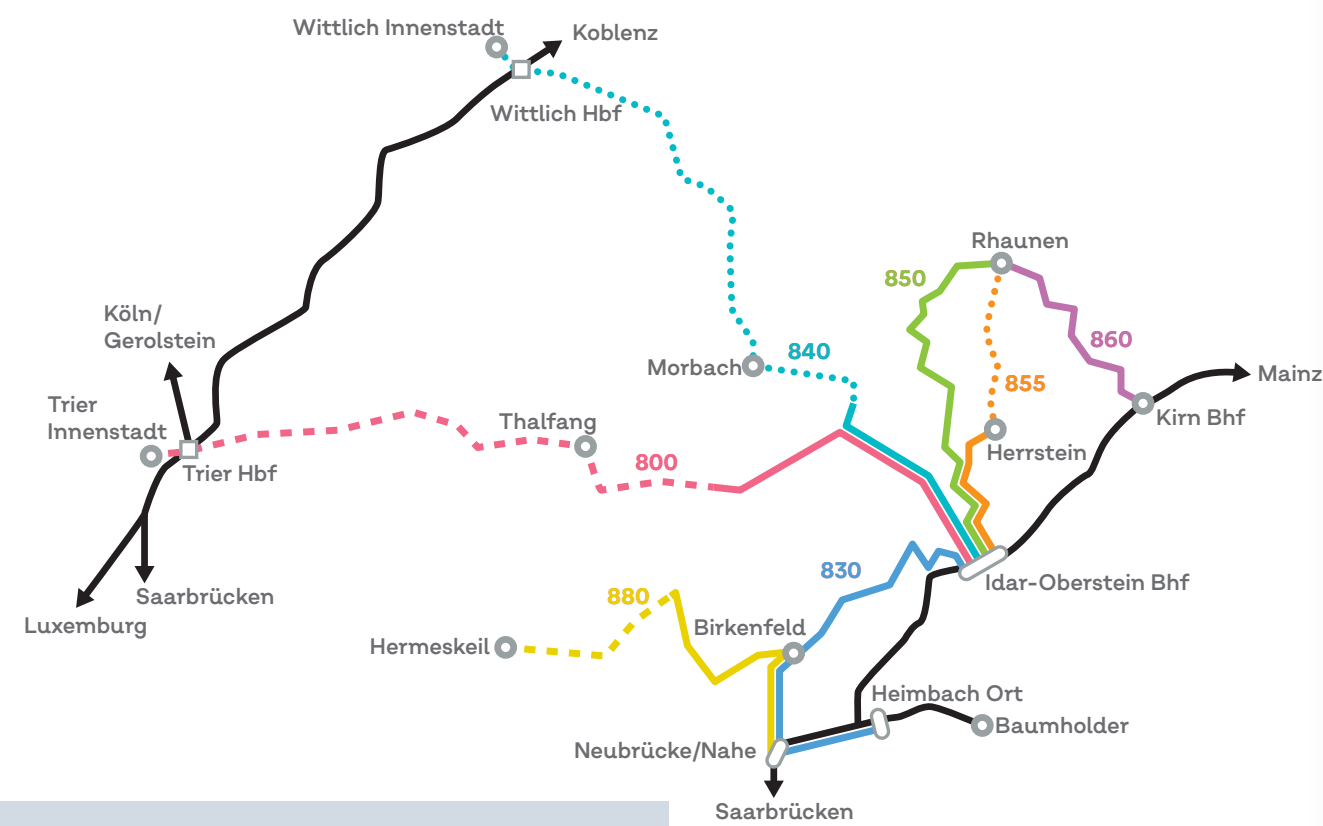 Wittlich Innenstadt
Koblenz
Wittlich Hbf
Rhaunen
850
Köln/
Gerolstein
860
840
Morbach
855
Mainz
Trier
Innenstadt
Thalfang
Kirn Bhf
Herrstein
800
Trier Hbf
830
Idar-Oberstein Bhf
880
Saarbrücken
Luxemburg
Birkenfeld
Hermeskeil
Heimbach Ort
Baumholder
Neubrücke/Nahe
Saarbrücken